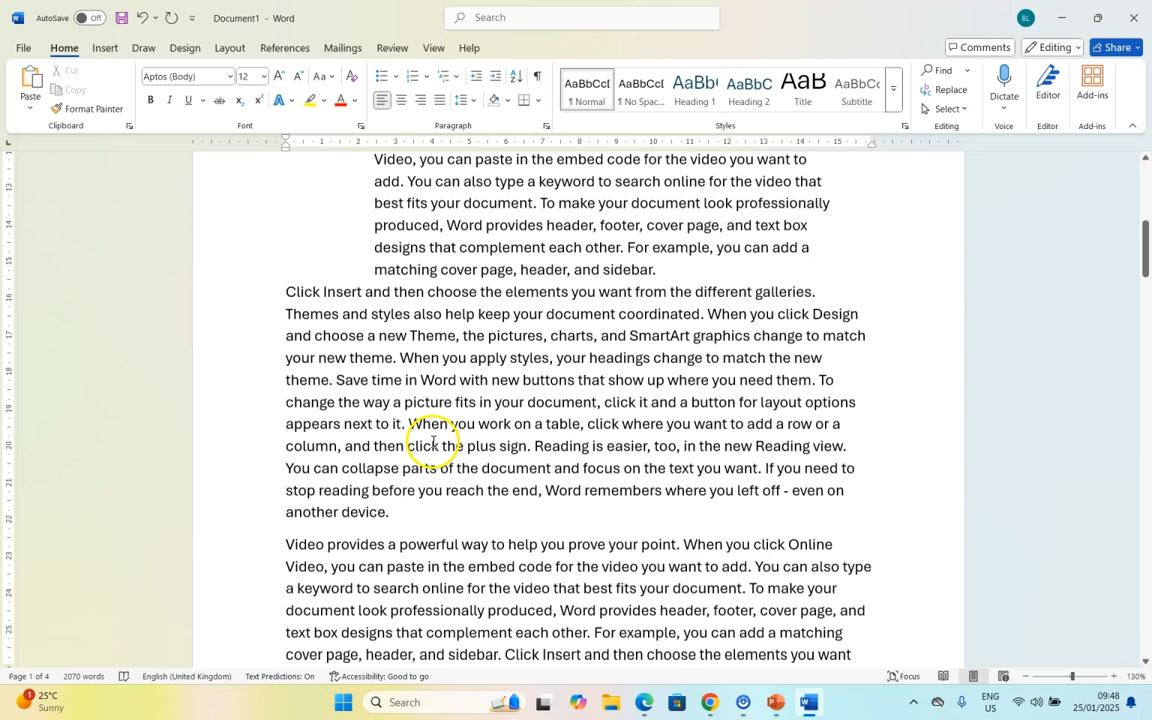 AutoSave Off Document1 - Word Search BL
File Home Insert Draw Design Layout References Mailings Review View Help Comments Editing Share
Paste Cut Copy Format Painter Clipboard
Aptos (Body) 12 Aa
B I U ab x₂ x² A A Font
Paragraph
AaBbCcI ¶ Normal AaBbCcI ¶ No Spac... AaBb( Heading 1 AaBbC Heading 2 AaB Title AaBbCc Subtitle Styles
Find Replace Select Editing
Dictate Voice
Editor Editor
Add-ins Add-ins
1 2 3 4 5 6 7 8 9 10 11 12 13 14 15
Video, you can paste in the embed code for the video you want to
add. You can also type a keyword to search online for the video that
best fits your document. To make your document look professionally
produced, Word provides header, footer, cover page, and text box
designs that complement each other. For example, you can add a
matching cover page, header, and sidebar.
Click Insert and then choose the elements you want from the different galleries.
Themes and styles also help keep your document coordinated. When you click Design
and choose a new Theme, the pictures, charts, and SmartArt graphics change to match
your new theme. When you apply styles, your headings change to match the new
theme. Save time in Word with new buttons that show up where you need them. To
change the way a picture fits in your document, click it and a button for layout options
appears next to it. When you work on a table, click where you want to add a row or a
column, and then click the plus sign. Reading is easier, too, in the new Reading view.
You can collapse parts of the document and focus on the text you want. If you need to
stop reading before you reach the end, Word remembers where you left off - even on
another device.
Video provides a powerful way to help you prove your point. When you click Online
Video, you can paste in the embed code for the video you want to add. You can also type
a keyword to search online for the video that best fits your document. To make your
document look professionally produced, Word provides header, footer, cover page, and
text box designs that complement each other. For example, you can add a matching
cover page, header, and sidebar. Click Insert and then choose the elements you want
Page 1 of 4 2070 words English (United Kingdom) Text Predictions: On Accessibility: Good to go Focus 130%
25°C
Sunny
Search
ENG
US
09:48
25/01/2025